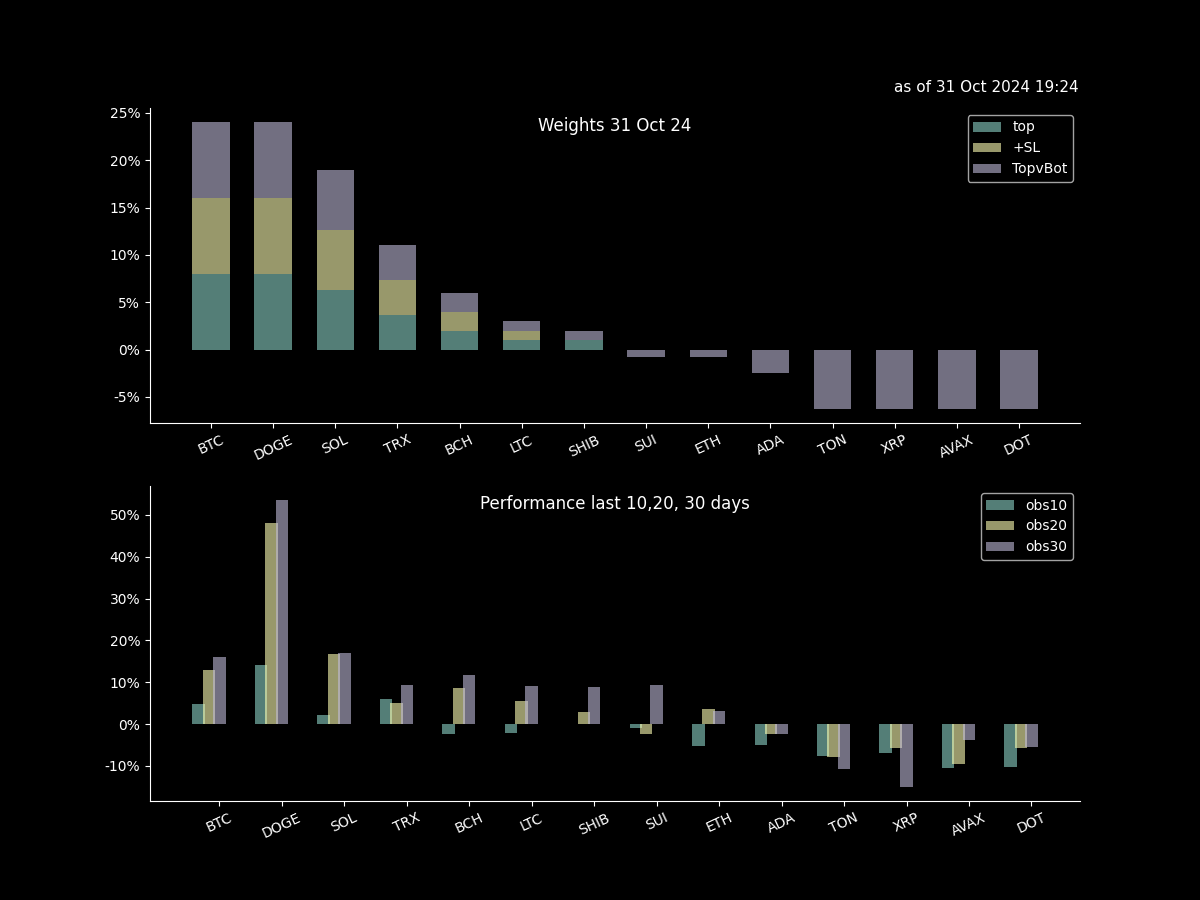 as of 31 Oct 2024 19:24
Weights 31 Oct 24
top
+SL
TopvBot
25%
20%
15%
10%
5%
0%
-5%
BTC DOGE SOL TRX BCH LTC SHIB SUI ETH ADA TON XRP AVAX DOT
Performance last 10,20, 30 days
obs10
obs20
obs30
50%
40%
30%
20%
10%
0%
-10%
BTC DOGE SOL TRX BCH LTC SHIB SUI ETH ADA TON XRP AVAX DOT